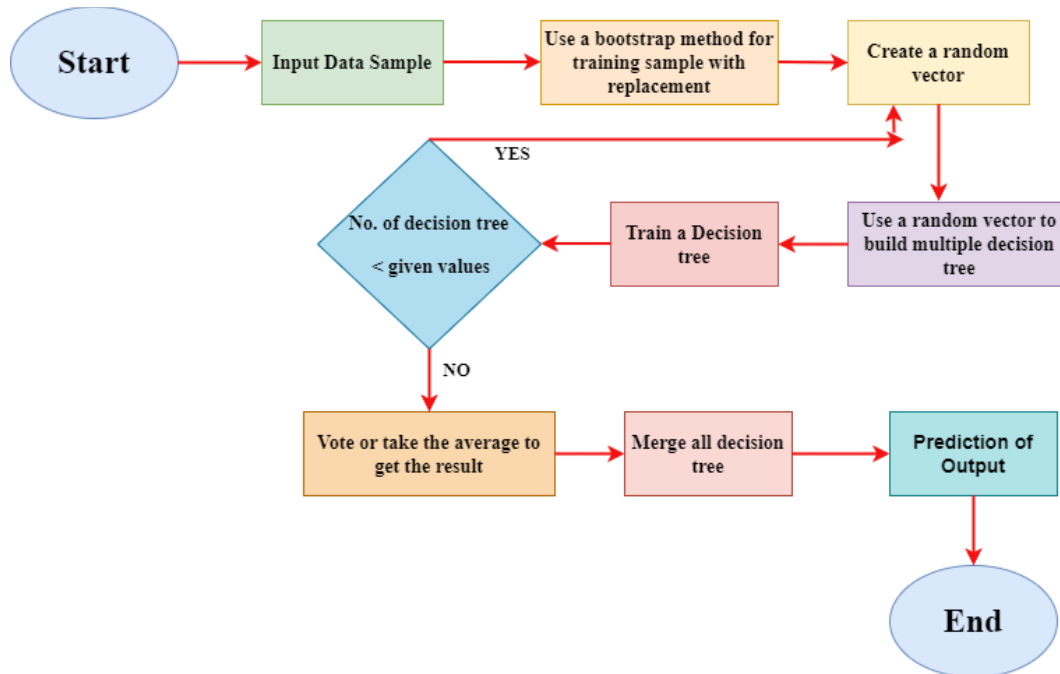 Start
Input Data Sample
Use a bootstrap method for
training sample with
replacement
Create a random
vector
YES
No. of decision tree
< given values
Train a Decision
tree
Use a random vector to
build multiple decision
tree
NO
Vote or take the average to
get the result
Merge all decision
tree
Prediction of
Output
End